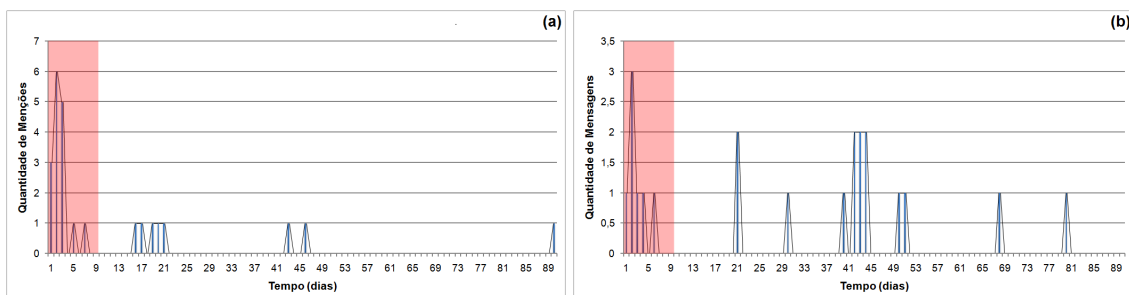 (a)
7
6
5
4
3
2
1
0
Quantidade de Menções
1 5 9 13 17 21 25 29 33 37 41 45 49 53 57 61 65 69 73 77 81 85 89
Tempo (dias)
(b)
3,5
3
2,5
2
1,5
1
0,5
0
Quantidade de Mensagens
1 5 9 13 17 21 25 29 33 37 41 45 49 53 57 61 65 69 73 77 81 85 89
Tempo (dias)